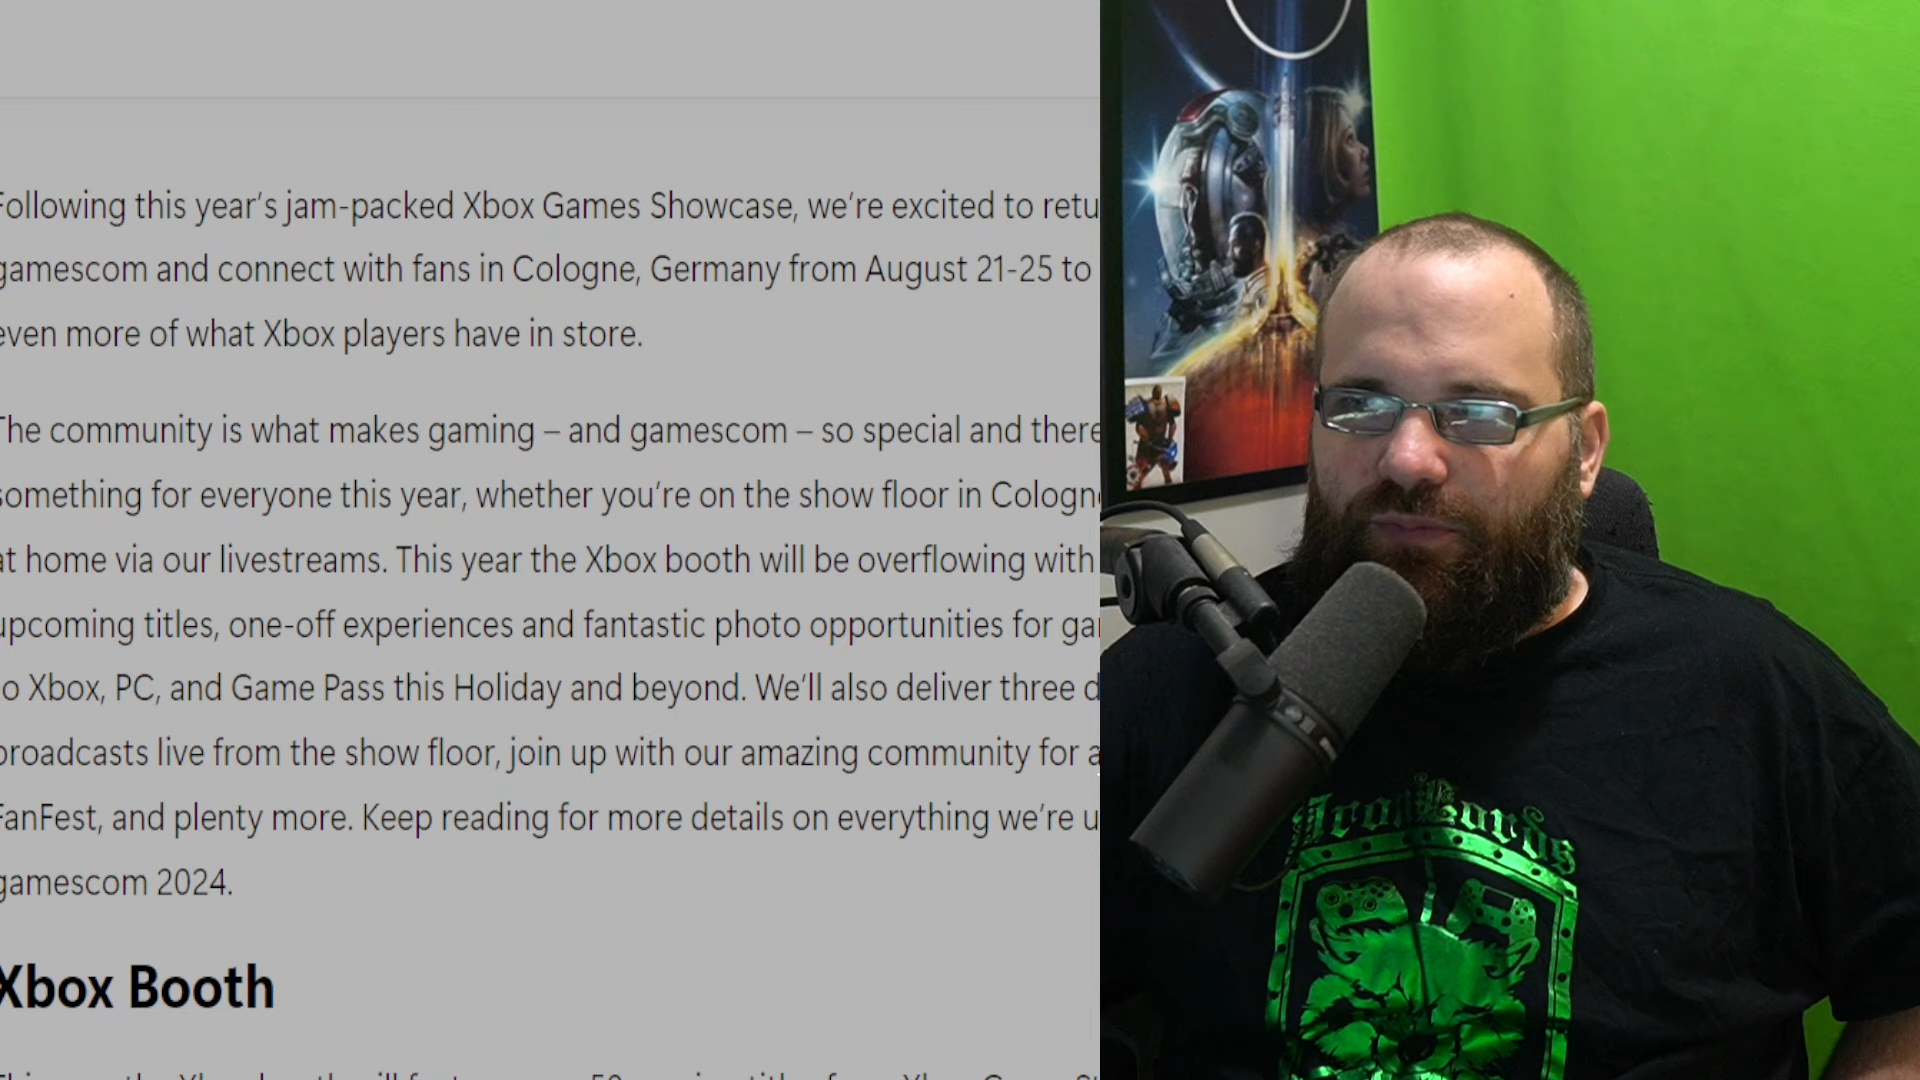 Following this year's jam-packed Xbox Games Showcase, we're excited to retu
gamescom and connect with fans in Cologne, Germany from August 21-25 to
even more of what Xbox players have in store.
The community is what makes gaming – and gamescom – so special and there
something for everyone this year, whether you're on the show floor in Cologn
at home via our livestreams. This year the Xbox booth will be overflowing with
upcoming titles, one-off experiences and fantastic photo opportunities for ga
to Xbox, PC, and Game Pass this Holiday and beyond. We'll also deliver three d
broadcasts live from the show floor, join up with our amazing community for a
FanFest, and plenty more. Keep reading for more details on everything we're u
gamescom 2024.
Xbox Booth
Iron Lords